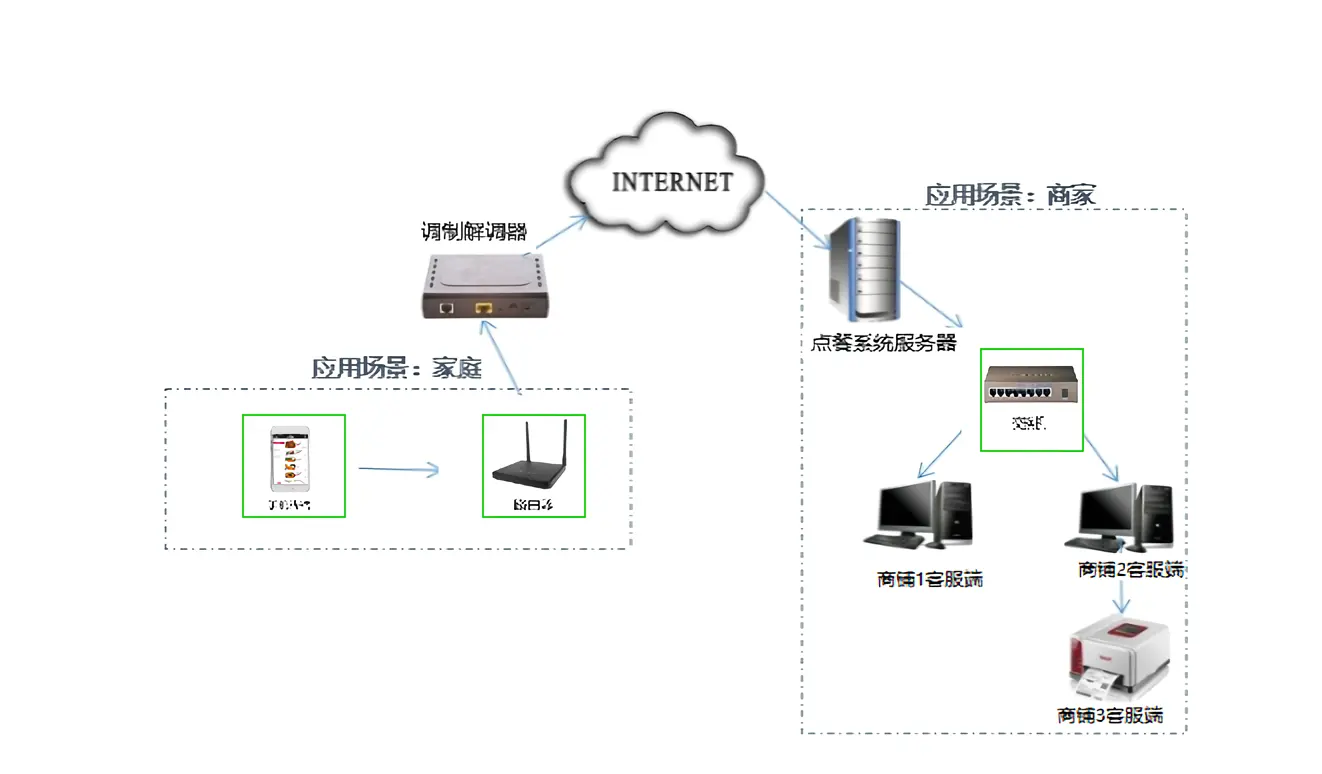 INTERNET
应用场景：商家
调制解调器
点餐系统服务器
应用场景：家庭
交换机
路由器
商铺1客服端
商铺2客服端
商铺3客服端